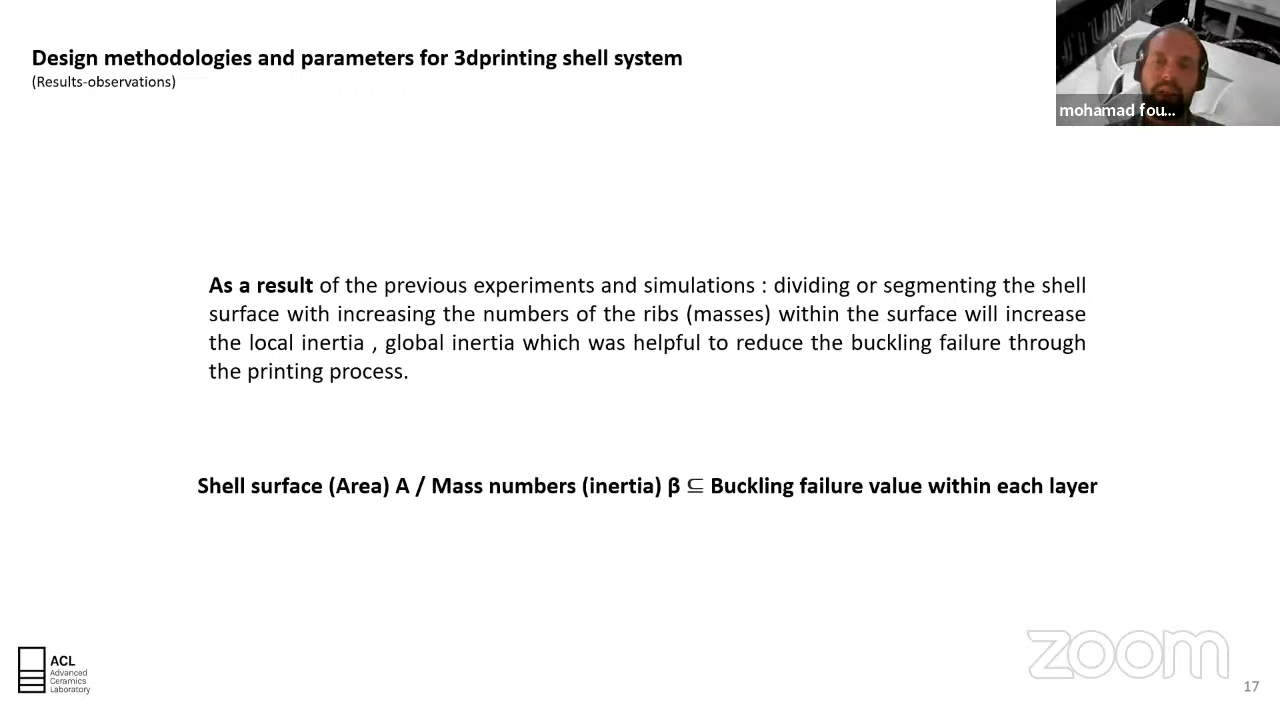 Design methodologies and parameters for 3dprinting shell system
(Results-observations)
mohamad fou...
As a result of the previous experiments and simulations : dividing or segmenting the shell
surface with increasing the numbers of the ribs (masses) within the surface will increase
the local inertia , global inertia which was helpful to reduce the buckling failure through
the printing process.
Shell surface (Area) A / Mass numbers (inertia) β ⊆ Buckling failure value within each layer
ACL
Advanced
Ceramics
Laboratory
zoom
17